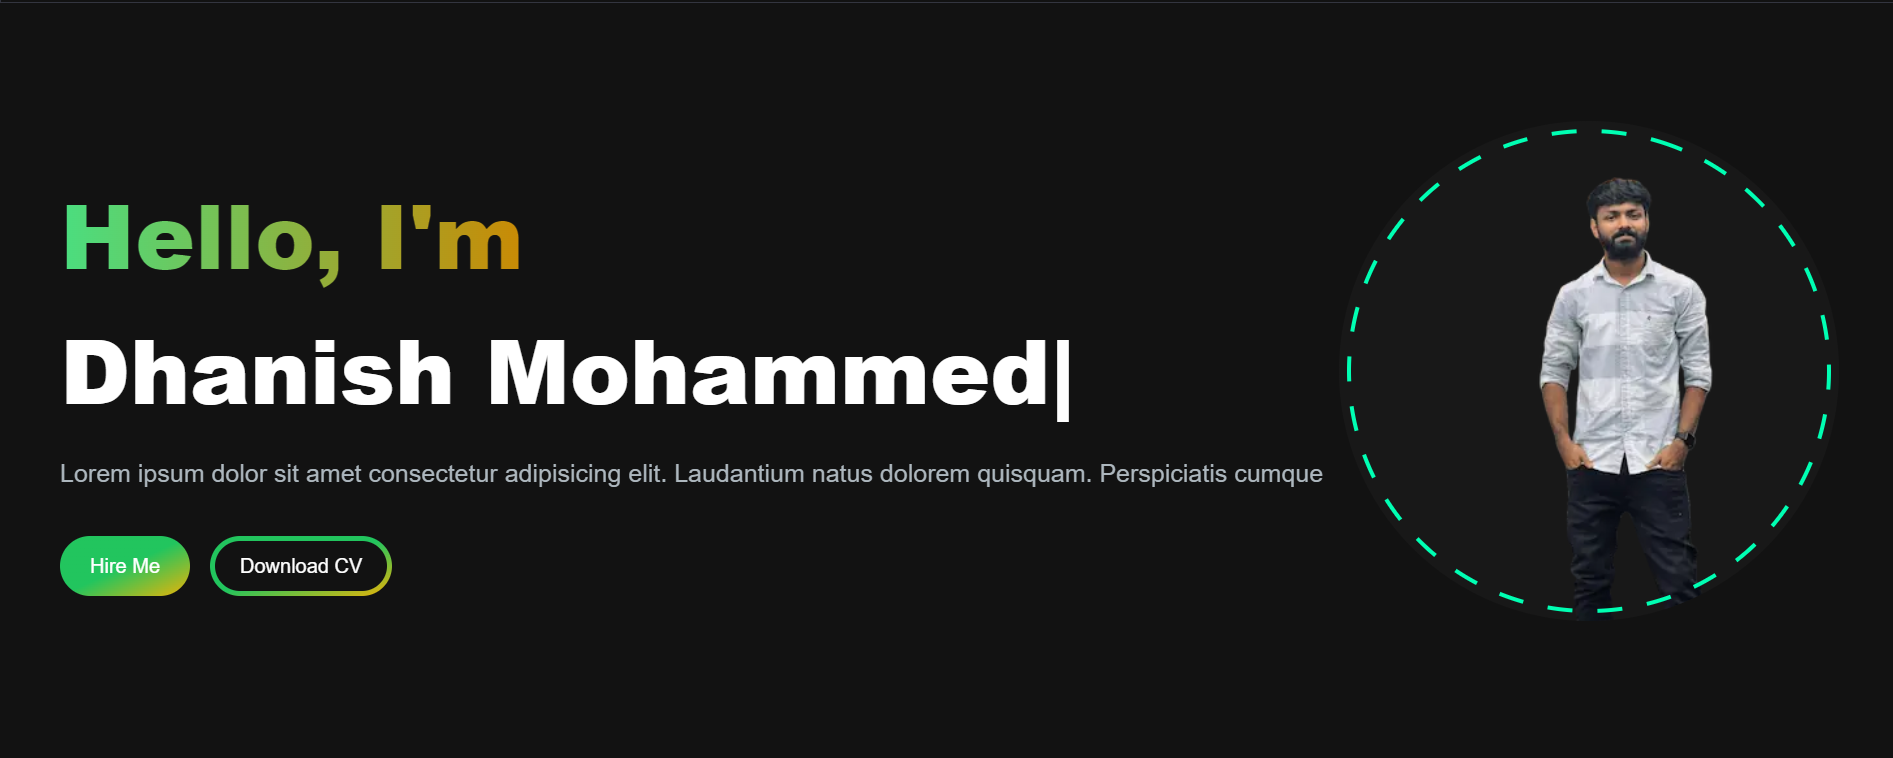 Hello, I'm
Dhanish Mohammed|
Lorem ipsum dolor sit amet consectetur adipisicing elit. Laudantium natus dolorem quisquam. Perspiciatis cumque
Hire Me
Download CV